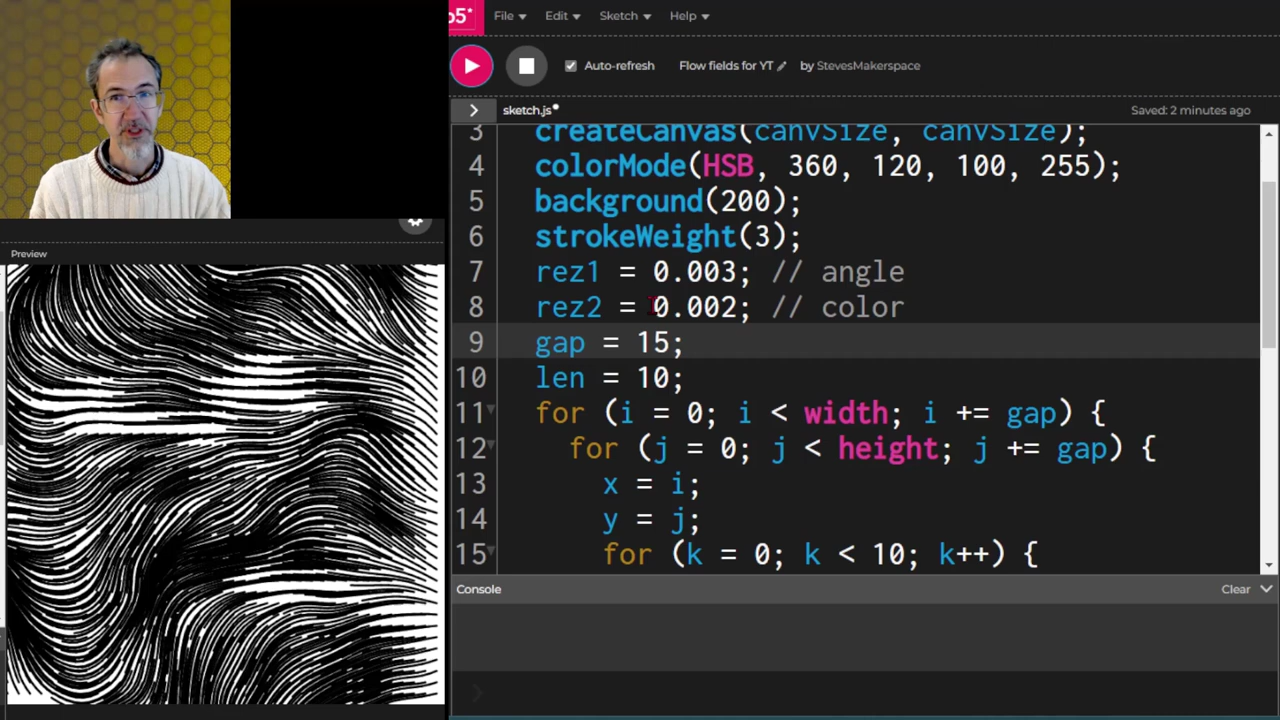 p5*
File
Edit
Sketch
Help
Auto-refresh
Flow fields for YT
by StevesMakerspace
sketch.js
Saved: 2 minutes ago
Preview
3 createCanvas(canvSize, canvSize);
4 colorMode(HSB, 360, 120, 100, 255);
5 background(200);
6 strokeWeight(3);
7 rez1 = 0.003; // angle
8 rez2 = 0.002; // color
9 gap = 15;
10 len = 10;
11 for (i = 0; i < width; i += gap) {
12 for (j = 0; j < height; j += gap) {
13 x = i;
14 y = j;
15 for (k = 0; k < 10; k++) {
Console
Clear